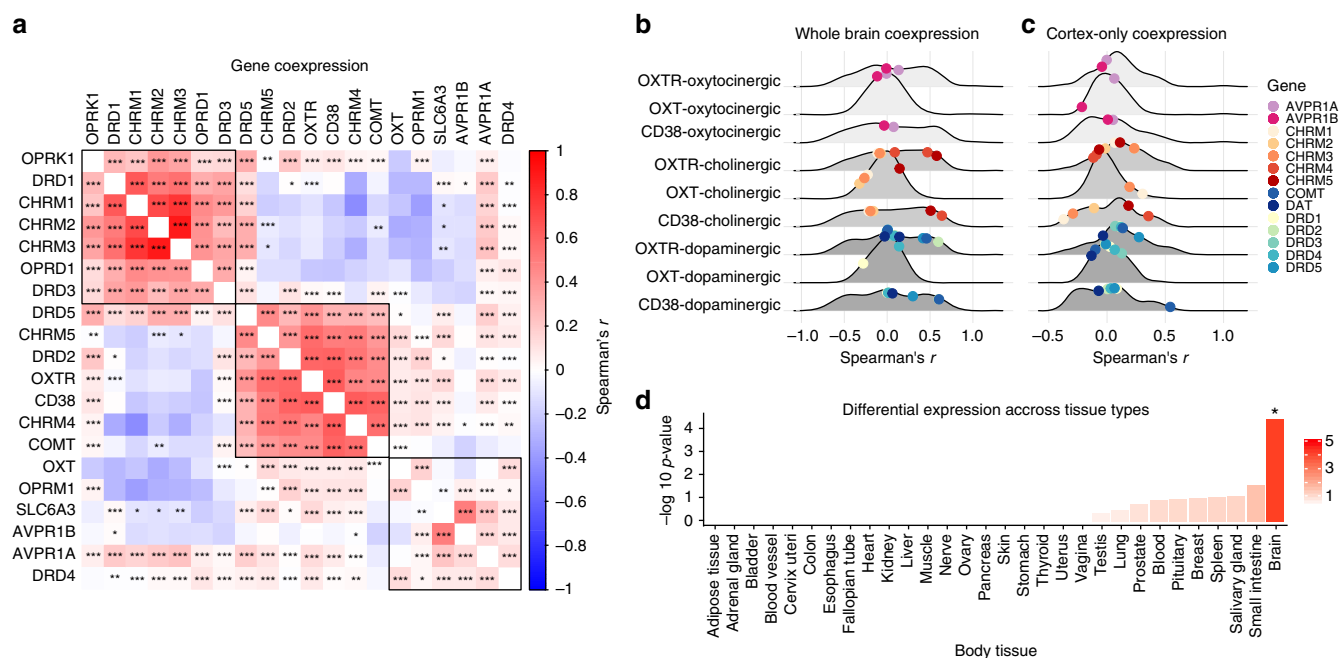 a
Gene coexpression
OPRK1
DRD1
CHRM1
CHRM2
CHRM3
OPRD1
DRD3
DRD5
CHRM5
DRD2
OXTR
CD38
CHRM4
COMT
OXT
OPRM1
SLC6A3
AVPR1B
AVPR1A
DRD4
OPRK1
DRD1
CHRM1
CHRM2
CHRM3
OPRD1
DRD3
DRD5
CHRM5
DRD2
OXTR
CD38
CHRM4
COMT
OXT
OPRM1
SLC6A3
AVPR1B
AVPR1A
DRD4
1
0.8
0.6
0.4
0.2
0
−0.2
−0.4
−0.6
−0.8
−1
Spearman's r
b
Whole brain coexpression
OXTR-oxytocinergic
OXT-oxytocinergic
CD38-oxytocinergic
OXTR-cholinergic
OXT-cholinergic
CD38-cholinergic
OXTR-dopaminergic
OXT-dopaminergic
CD38-dopaminergic
−1.0 −0.5 0.0 0.5 1.0
Spearman's r
c
Cortex-only coexpression
−0.5 0.0 0.5 1.0
Spearman's r
Gene
AVPR1A
AVPR1B
CHRM1
CHRM2
CHRM3
CHRM4
CHRM5
COMT
DAT
DRD1
DRD2
DRD3
DRD4
DRD5
d
Differential expression accross tissue types
*
−log 10 p-value
4
3
2
1
0
5
3
1
Adipose tissue
Adrenal gland
Bladder
Blood vessel
Cervix uteri
Colon
Esophagus
Fallopian tube
Heart
Kidney
Liver
Muscle
Nerve
Ovary
Pancreas
Skin
Stomach
Thyroid
Uterus
Vagina
Testis
Lung
Prostate
Blood
Pituitary
Breast
Spleen
Salivary gland
Small intestine
Brain
Body tissue